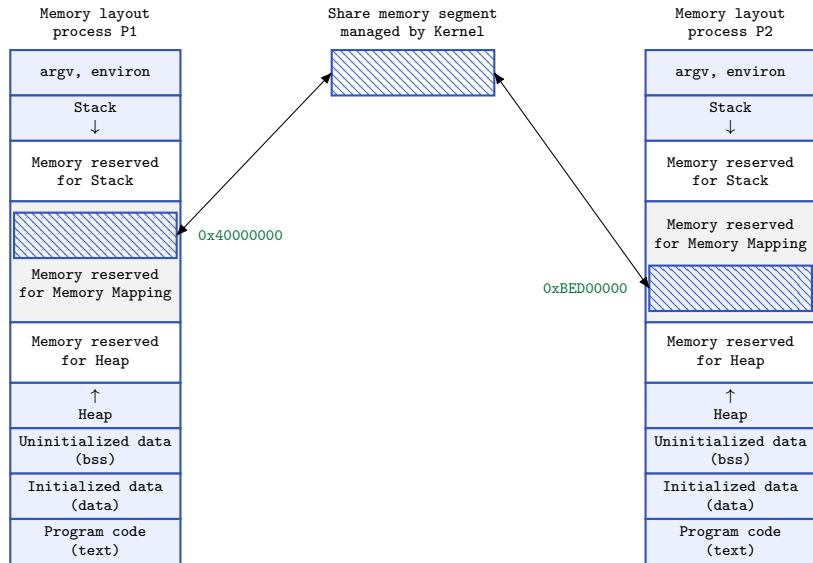 Memory layout
process P1
argv, environ
Stack
↓
Memory reserved
for Stack
0x40000000
Memory reserved
for Memory Mapping
Memory reserved
for Heap
↑
Heap
Uninitialized data
(bss)
Initialized data
(data)
Program code
(text)
Share memory segment
managed by Kernel
Memory layout
process P2
argv, environ
Stack
↓
Memory reserved
for Stack
Memory reserved
for Memory Mapping
0xBED00000
Memory reserved
for Heap
↑
Heap
Uninitialized data
(bss)
Initialized data
(data)
Program code
(text)